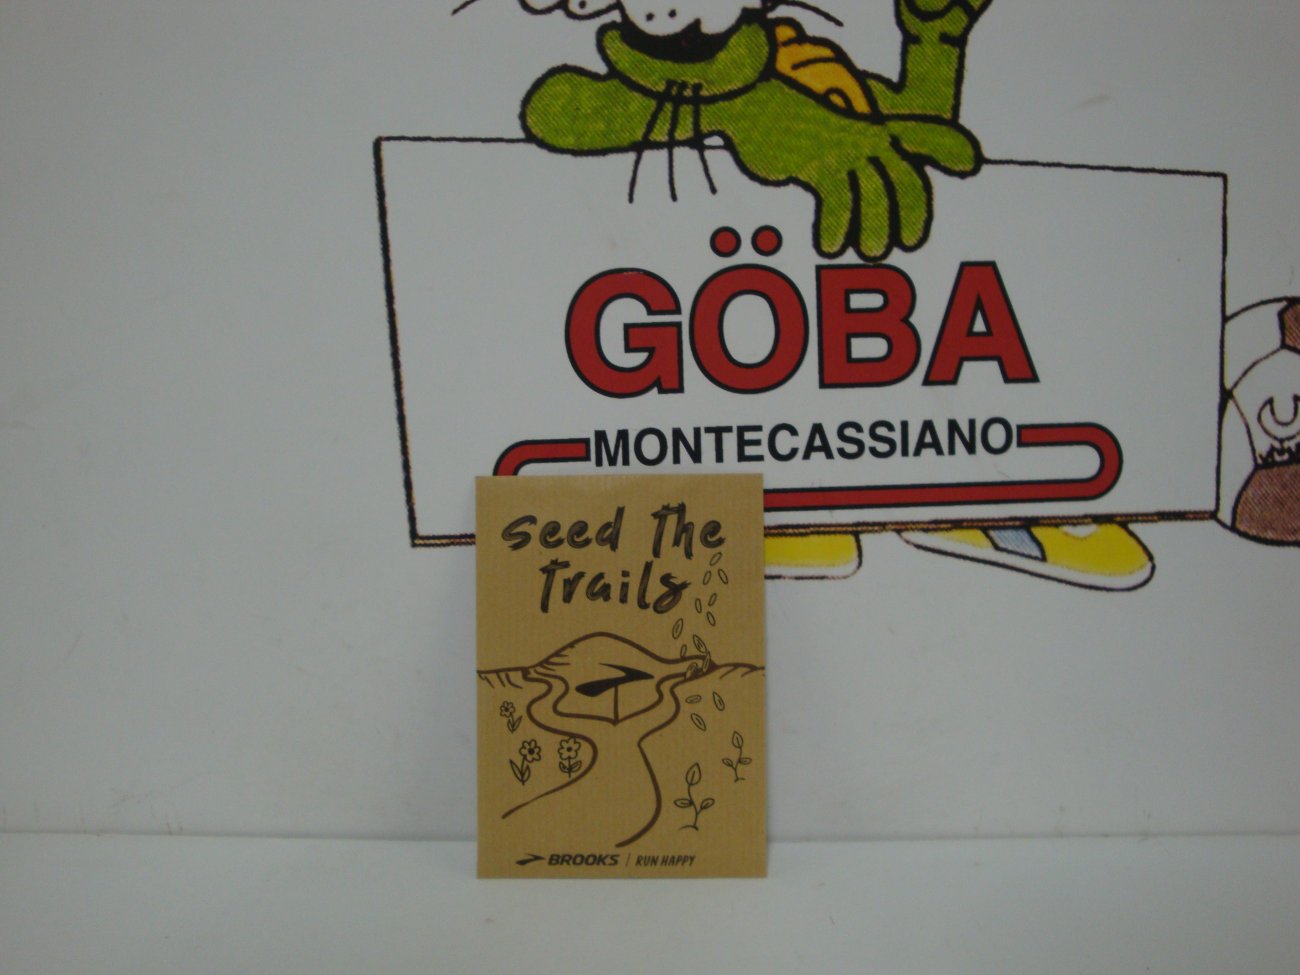 GÖBA
MONTECASSIANO
seed The
Trails
BROOKS | RUN HAPPY